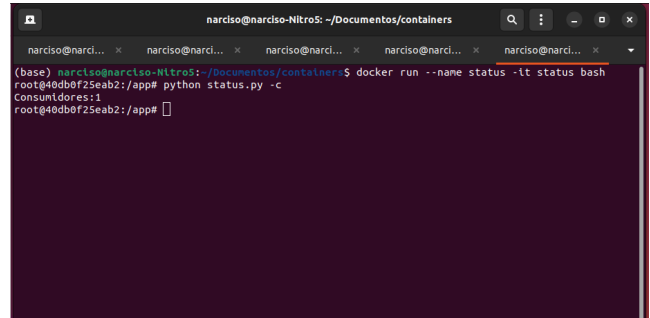 narciso@narciso-Nitro5: ~/Documentos/containers
narciso@narci... narciso@narci... narciso@narci... narciso@narci... narciso@narci...
(base) narciso@narciso-Nitro5:~/Documentos/containers$ docker run --name status -it status bash
root@40db0f25eab2:/app# python status.py -c
Consumidores:1
root@40db0f25eab2:/app#